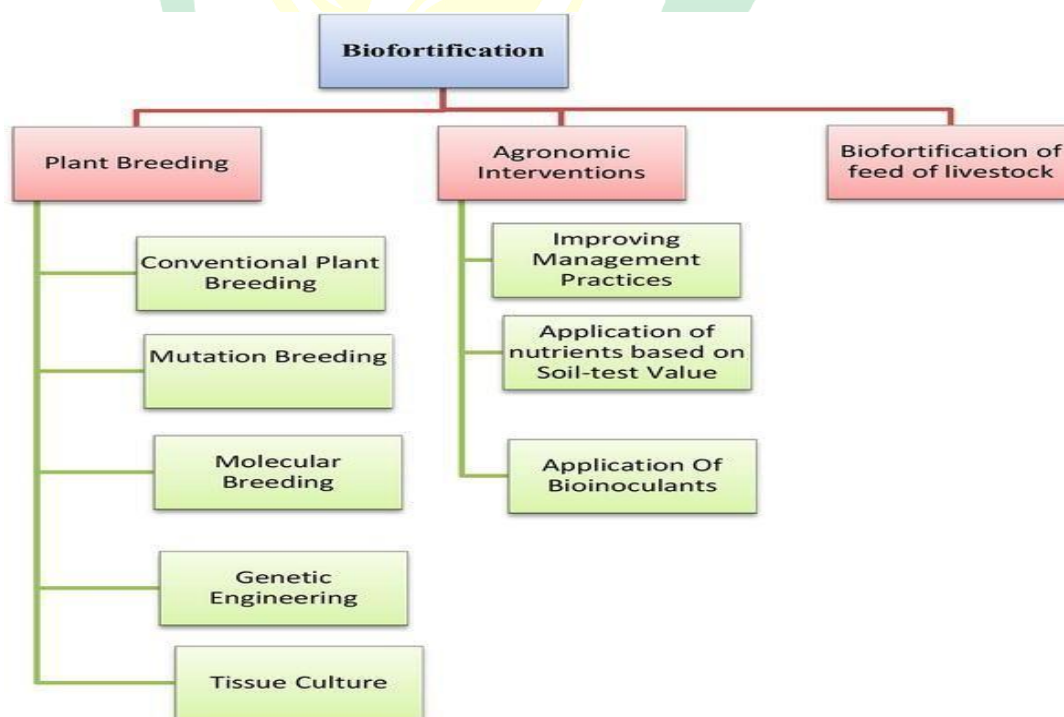 Biofortification
Plant Breeding
Conventional Plant
Breeding
Mutation Breeding
Molecular
Breeding
Genetic
Engineering
Tissue Culture
Agronomic
Interventions
Improving
Management
Practices
Application of
nutrients based on
Soil-test Value
Application Of
Bioinoculants
Biofortification of
feed of livestock